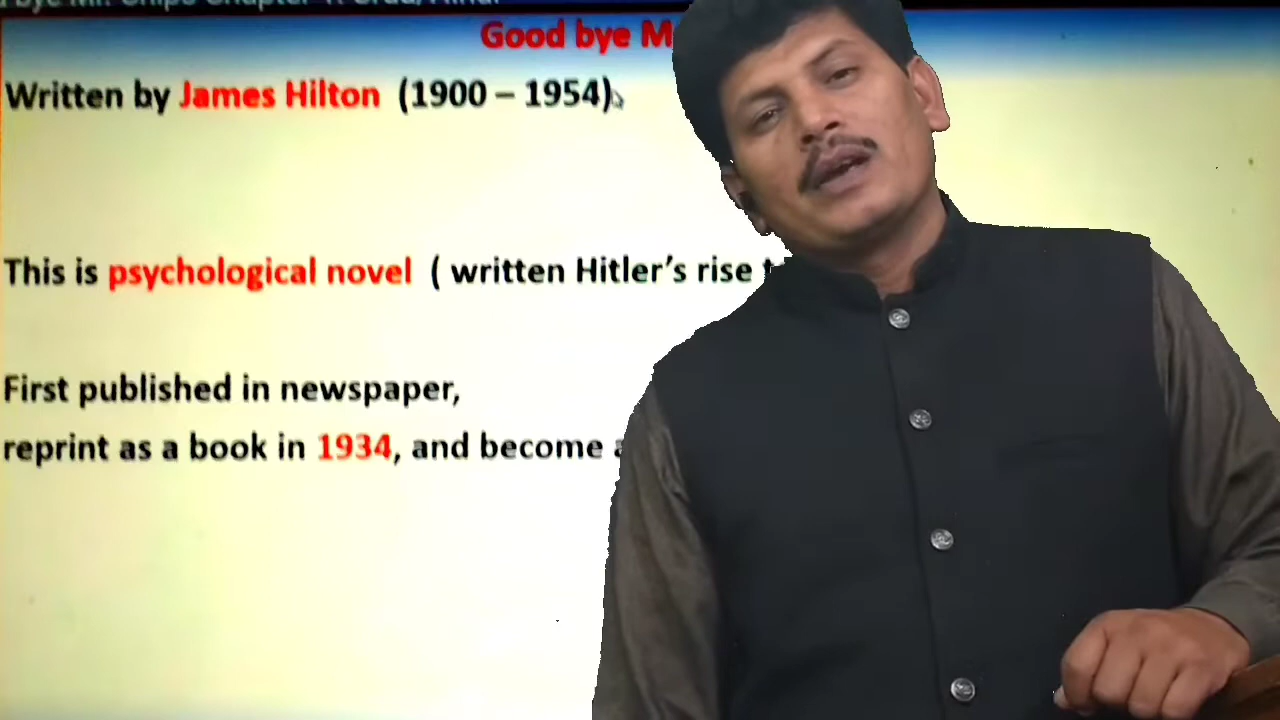 Good bye M
Written by James Hilton (1900 – 1954)
This is psychological novel ( written Hitler's rise
First published in newspaper,
reprint as a book in 1934, and become